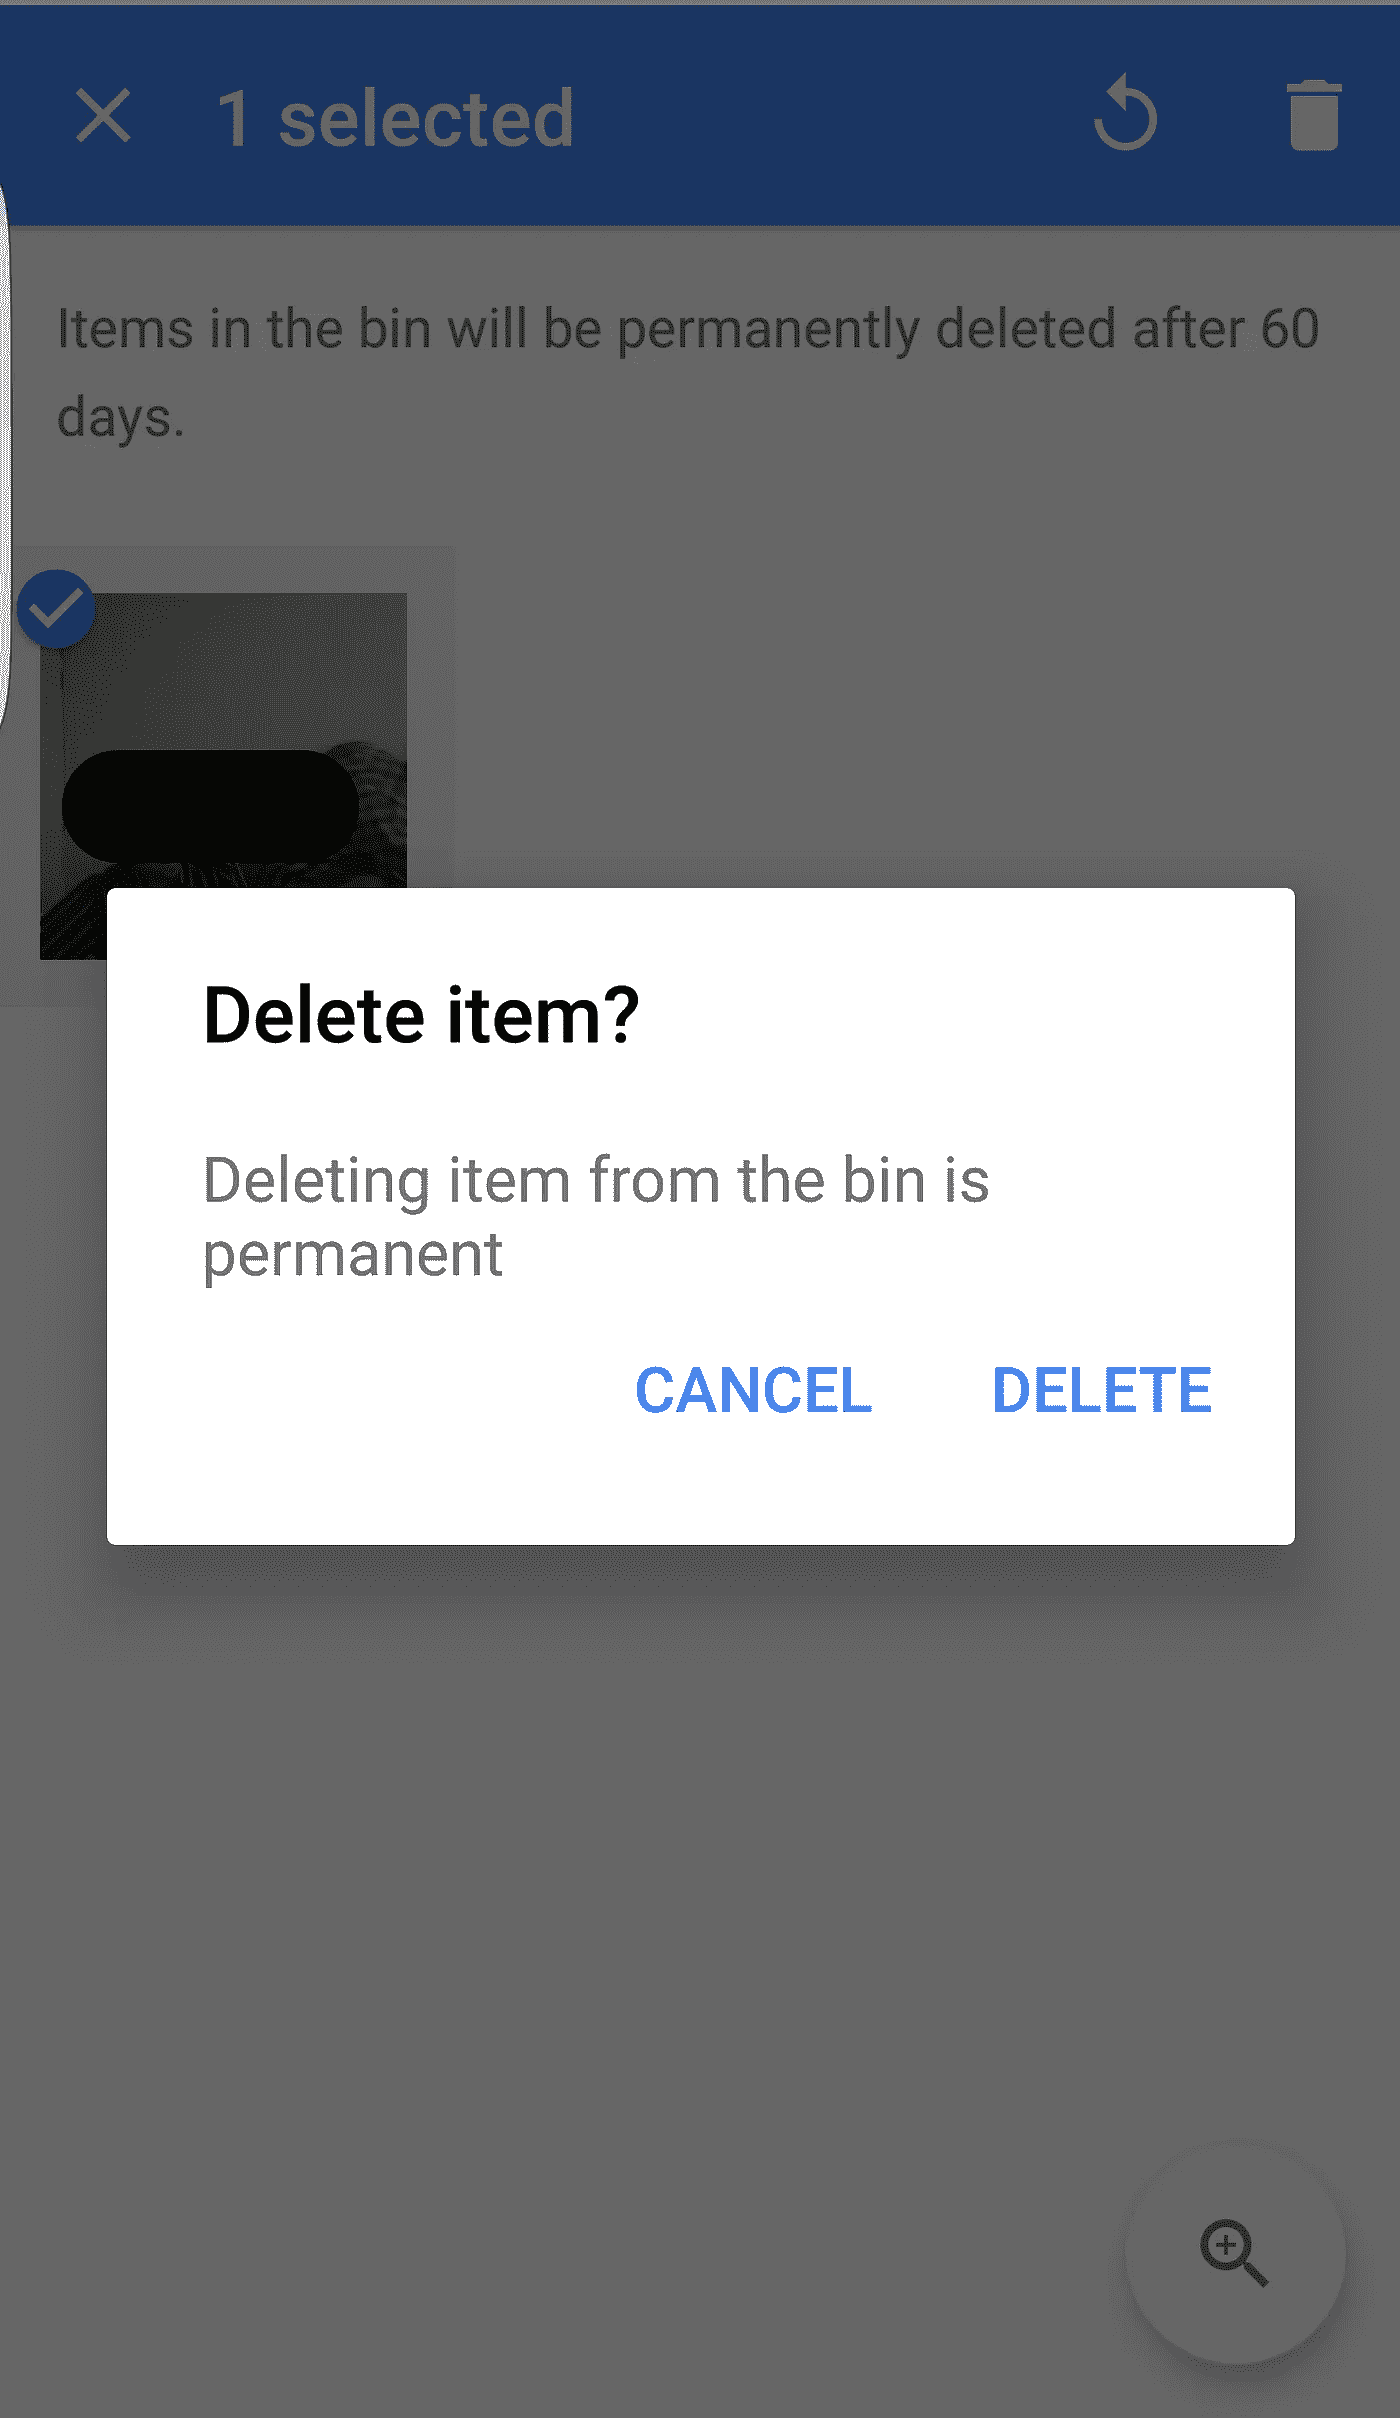 1 selected
Items in the bin will be permanently deleted after 60
days.
Delete item?
Deleting item from the bin is
permanent
CANCEL DELETE